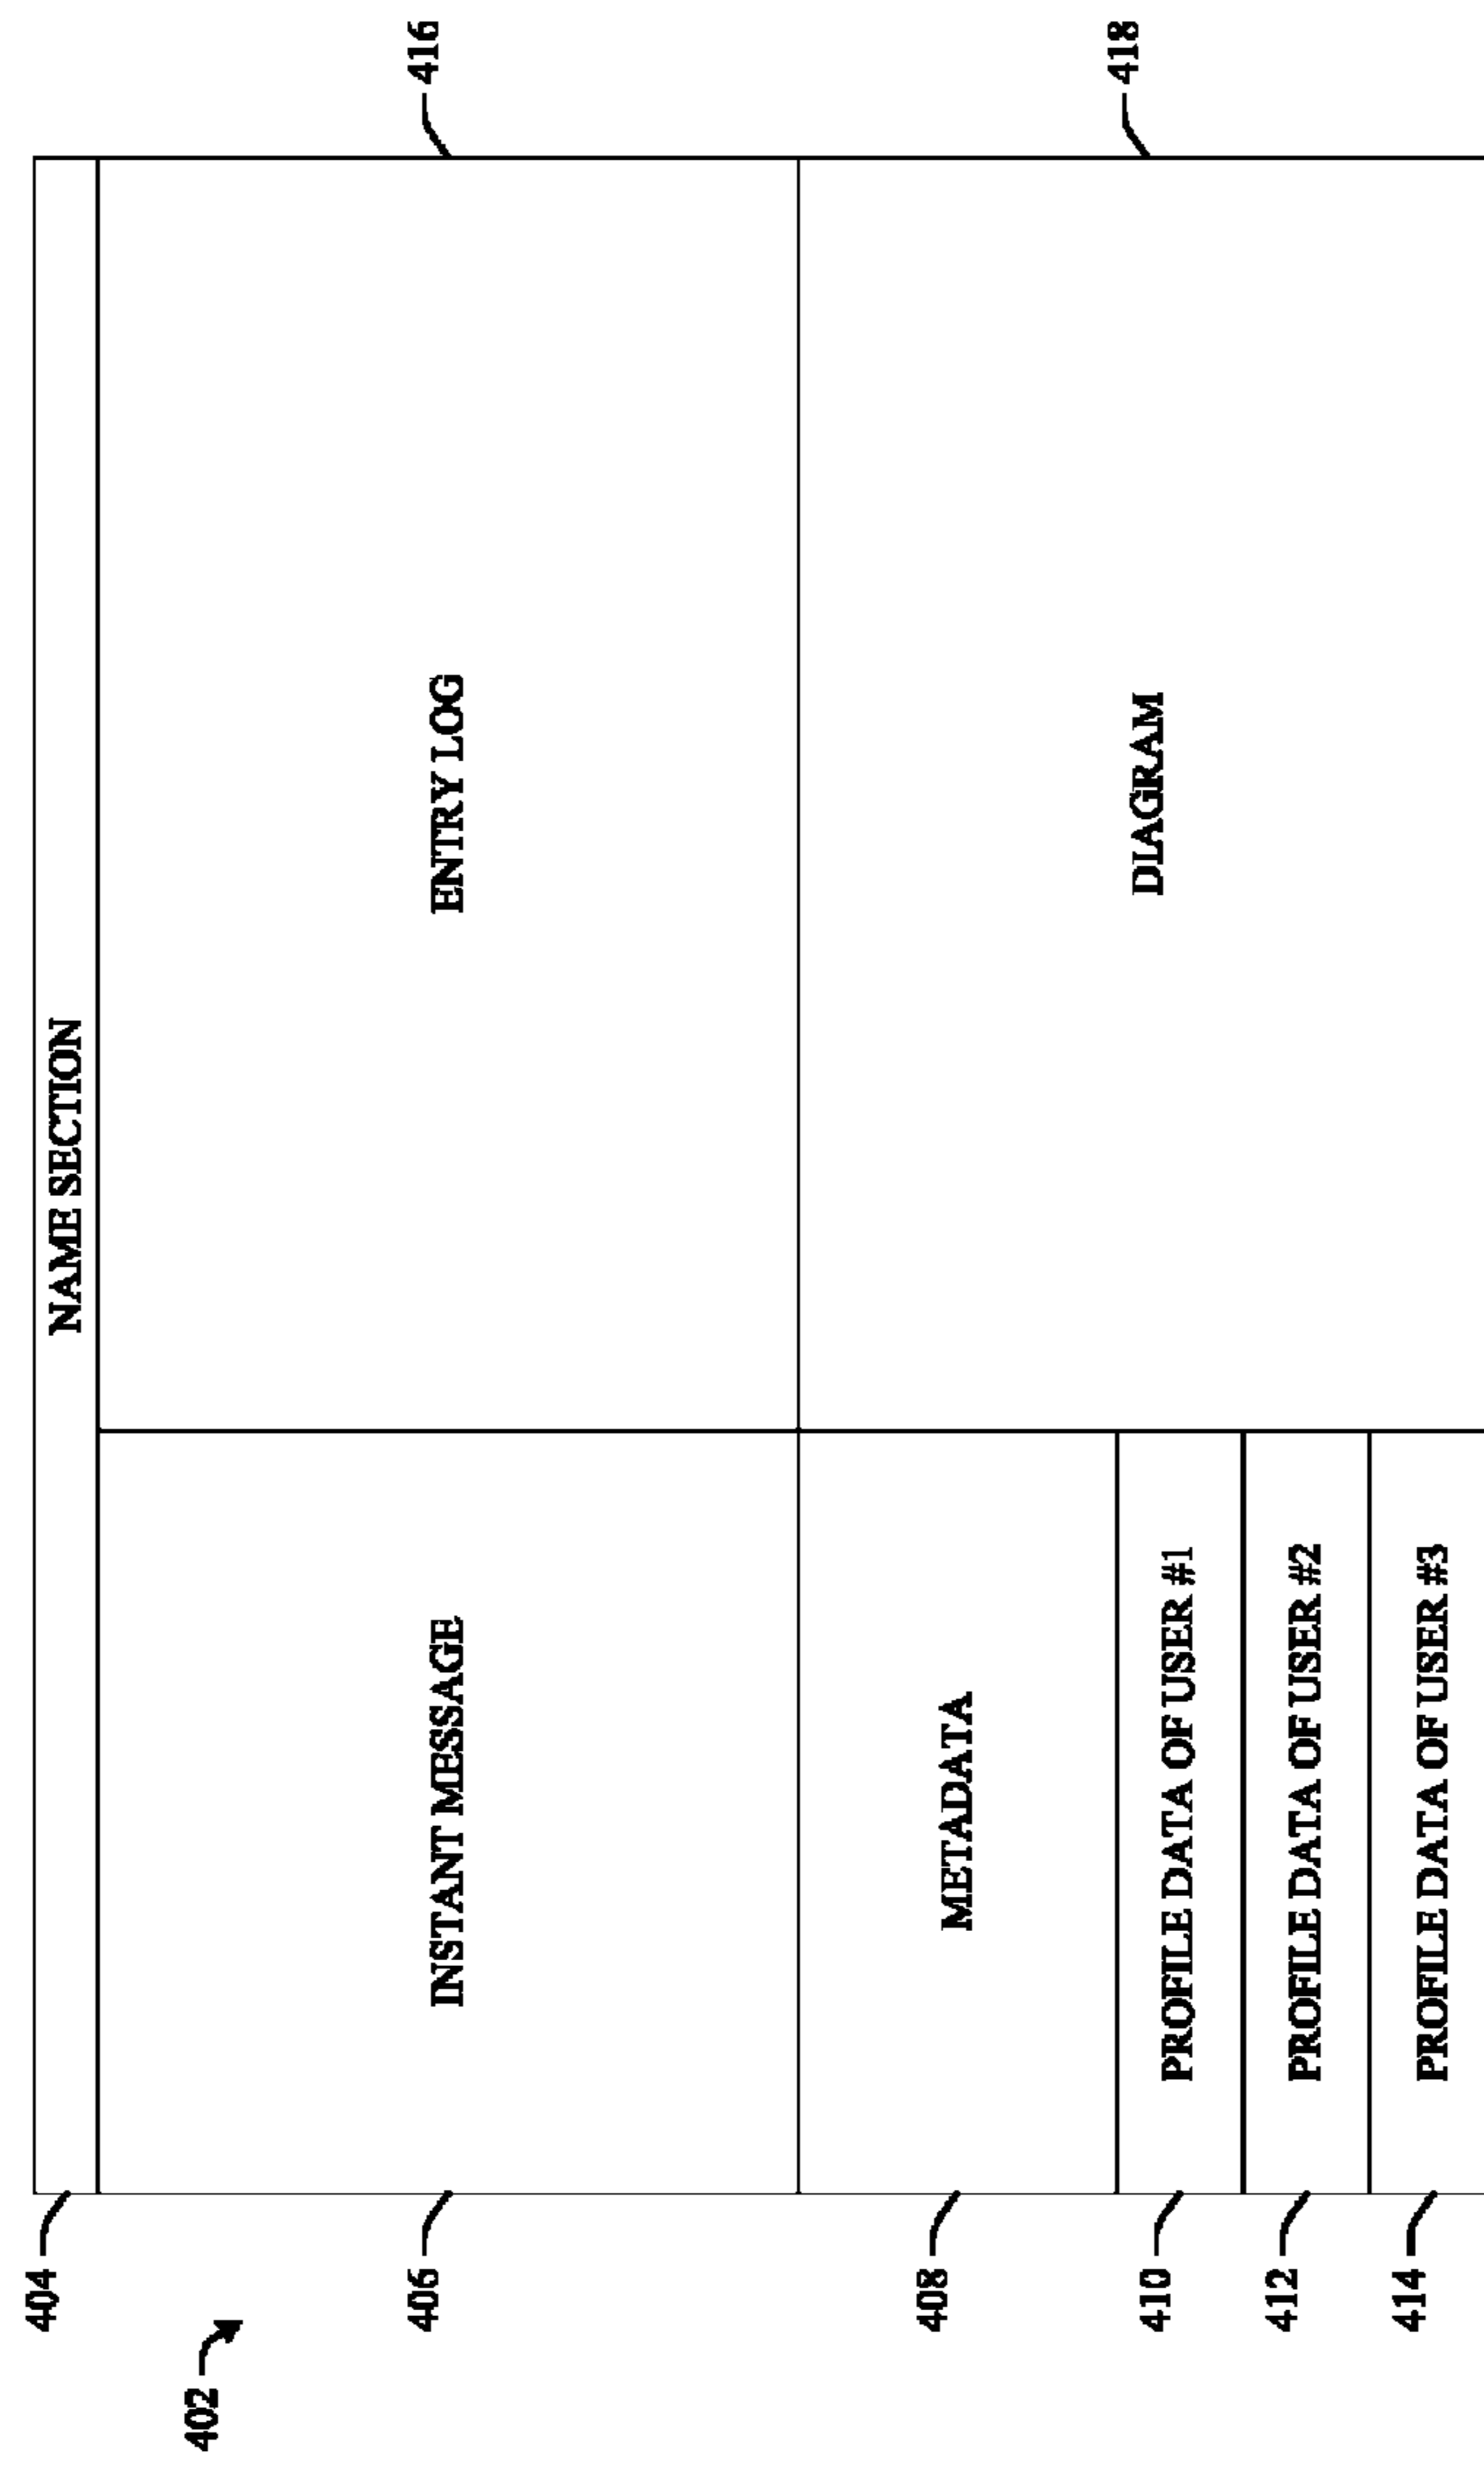 402
404
NAME SECTION
406
INSTANT MESSAGE
ENTRY LOG
416
408
METADATA
DIAGRAM
418
410
PROFILE DATA OF USER #1
412
PROFILE DATA OF USER #2
414
PROFILE DATA OF USER #3